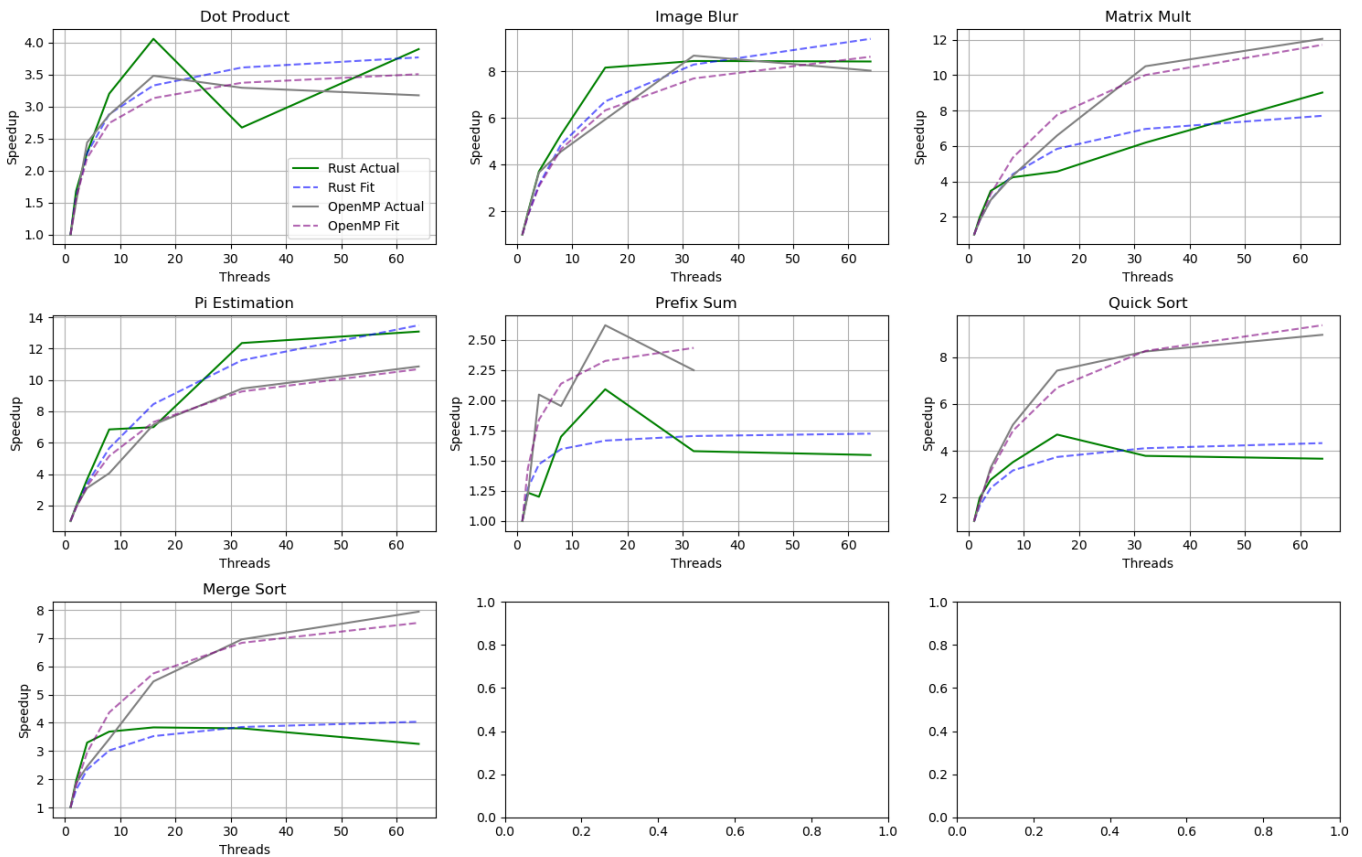 Dot Product
Speedup
4.0
3.5
3.0
2.5
2.0
1.5
1.0
0 10 20 30 40 50 60
Threads
Rust Actual
Rust Fit
OpenMP Actual
OpenMP Fit
Image Blur
Speedup
8
6
4
2
0 10 20 30 40 50 60
Threads
Matrix Mult
Speedup
12
10
8
6
4
2
0 10 20 30 40 50 60
Threads
Pi Estimation
Speedup
14
12
10
8
6
4
2
0 10 20 30 40 50 60
Threads
Prefix Sum
Speedup
2.50
2.25
2.00
1.75
1.50
1.25
1.00
0 10 20 30 40 50 60
Threads
Quick Sort
Speedup
8
6
4
2
0 10 20 30 40 50 60
Threads
Merge Sort
Speedup
8
7
6
5
4
3
2
1
0 10 20 30 40 50 60
Threads
1.0
0.8
0.6
0.4
0.2
0.0
0.0 0.2 0.4 0.6 0.8 1.0
1.0
0.8
0.6
0.4
0.2
0.0
0.0 0.2 0.4 0.6 0.8 1.0